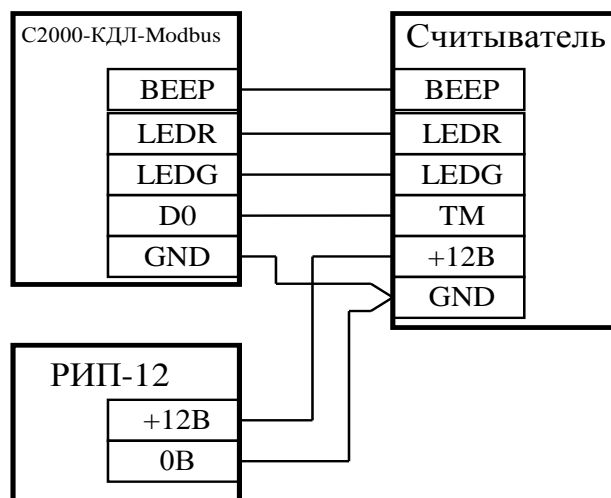 С2000-КДЛ-Modbus
BEEP
LEDR
LEDG
D0
GND
Считыватель
BEEP
LEDR
LEDG
TM
+12В
GND
РИП-12
+12В
0В